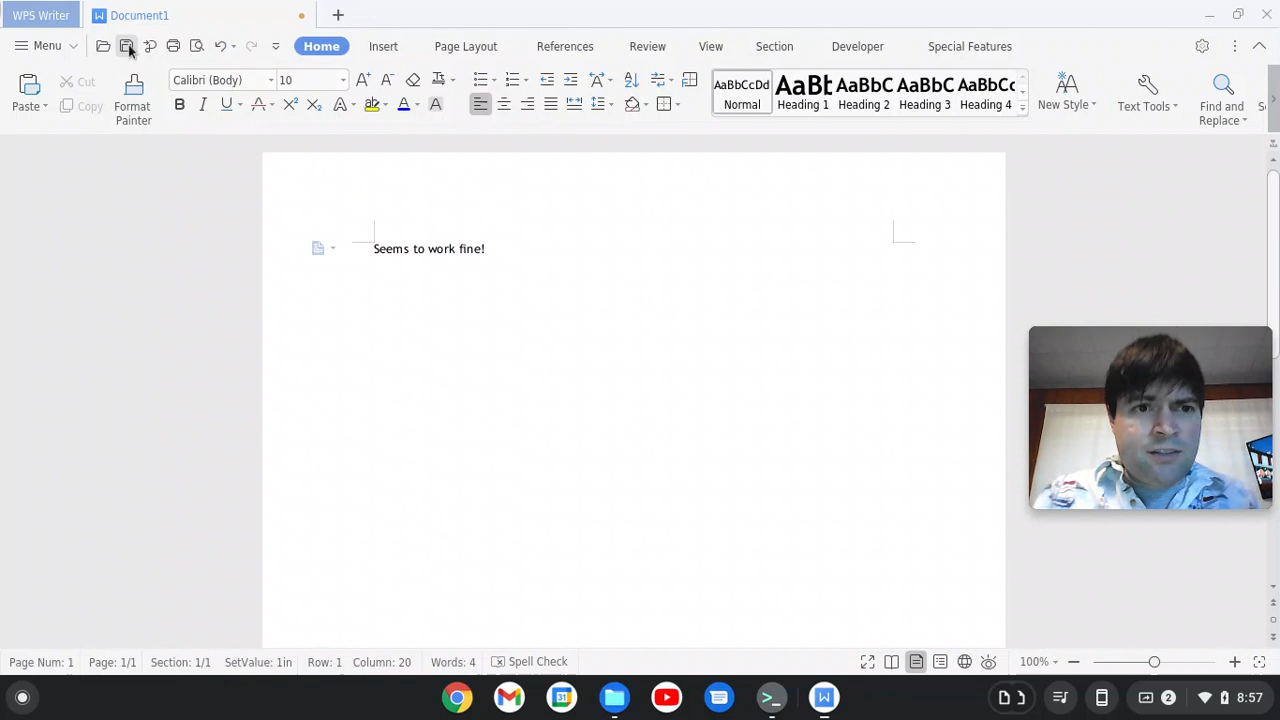 WPS Writer
Document1
Menu
Home
Insert
Page Layout
References
Review
View
Section
Developer
Special Features
Paste
Cut
Copy
Format
Painter
Calibri (Body)
10
AaBbCcDd
Normal
AaBb
Heading 1
AaBbC
Heading 2
AaBbC
Heading 3
AaBbCc
Heading 4
New Style
Text Tools
Find and
Replace
Seems to work fine!
Page Num: 1
Page: 1/1
Section: 1/1
SetValue: 1in
Row: 1
Column: 20
Words: 4
Spell Check
100%
2
8:57